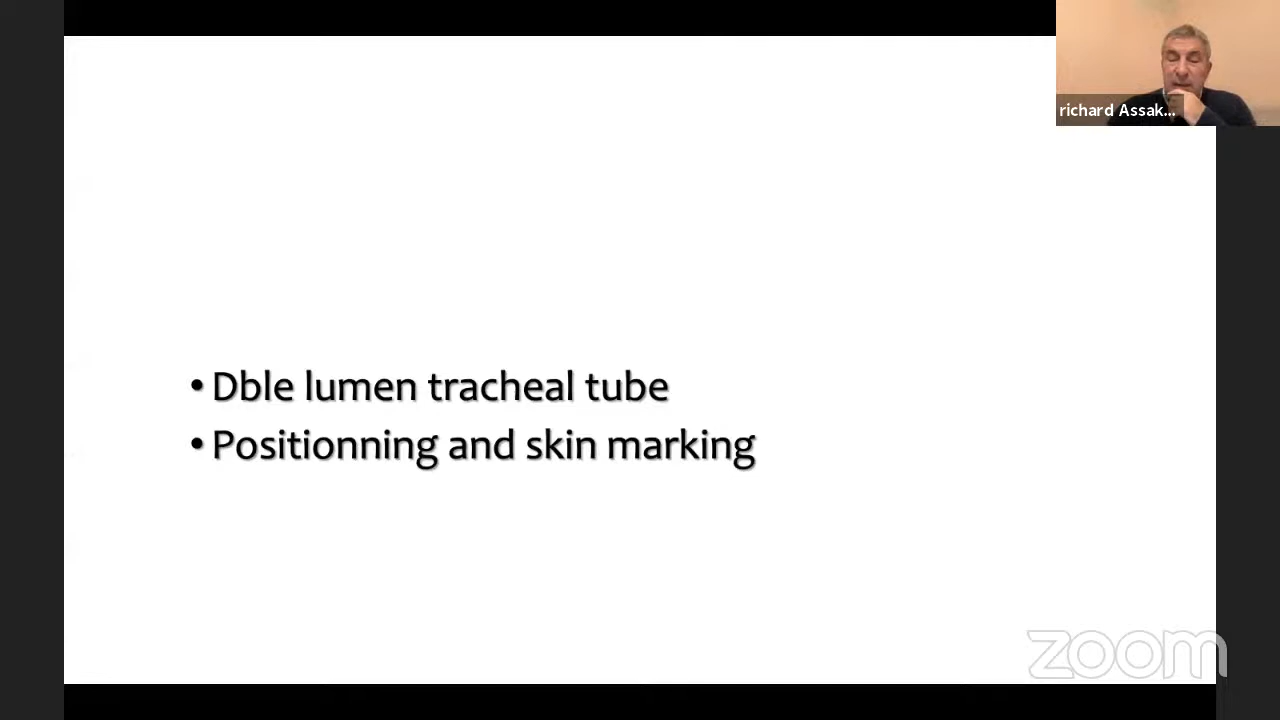 richard Assak...
• Dble lumen tracheal tube
• Positionning and skin marking
zoom